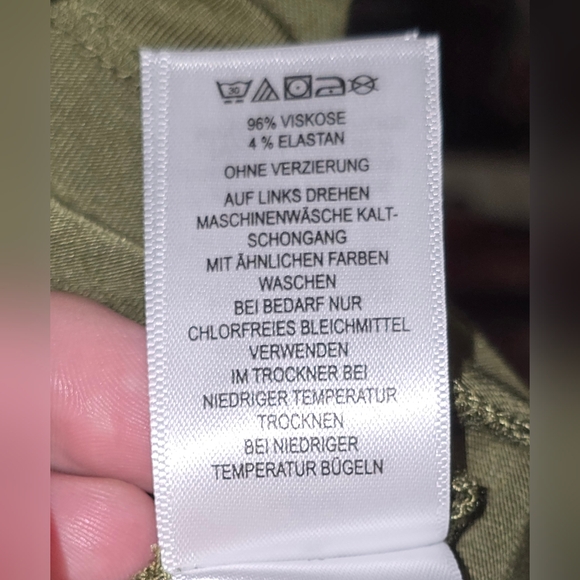 30
96% VISKOSE
4 % ELASTAN
OHNE VERZIERUNG
AUF LINKS DREHEN
MASCHINENWÄSCHE KALT-
SCHONGANG
MIT ÄHNLICHEN FARBEN
WASCHEN
BEI BEDARF NUR
CHLORFREIES BLEICHMITTEL
VERWENDEN
IM TROCKNER BEI
NIEDRIGER TEMPERATUR
TROCKNEN
BEI NIEDRIGER
TEMPERATUR BÜGELN